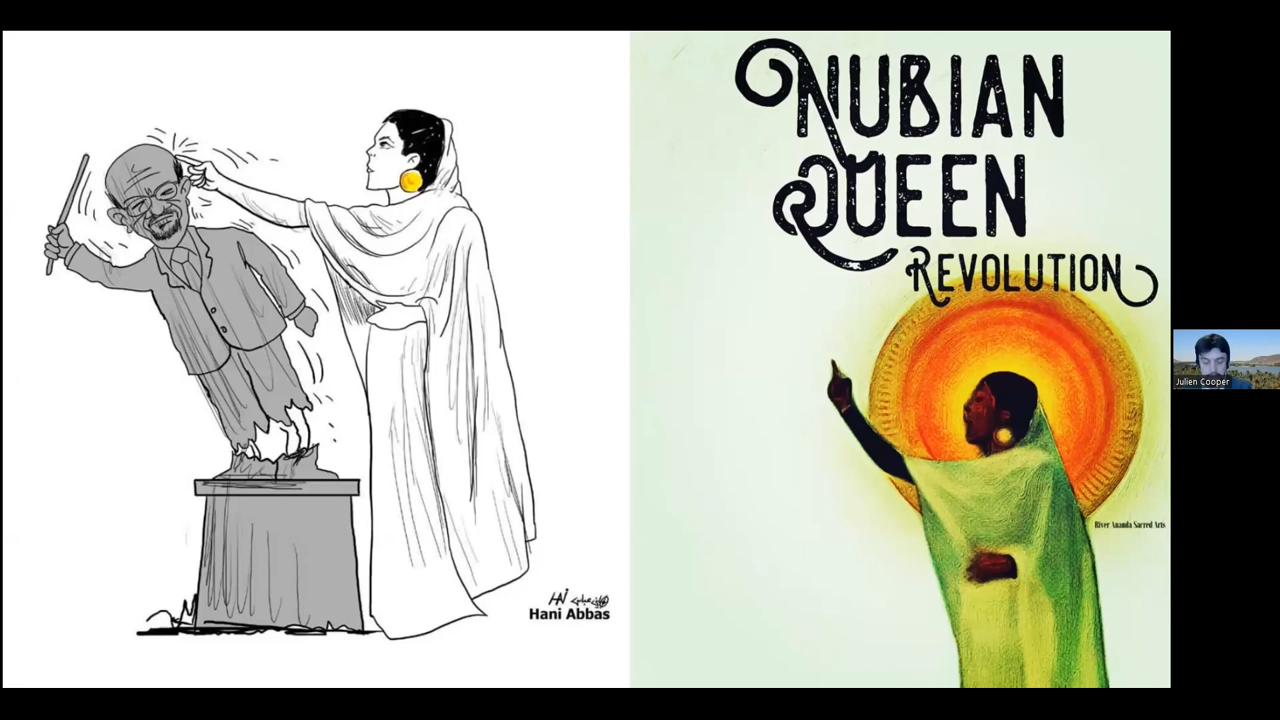 NUBIAN
QUEEN
REVOLUTION
River Ananda Sacred Arts
Hani Abbas
Julien Cooper